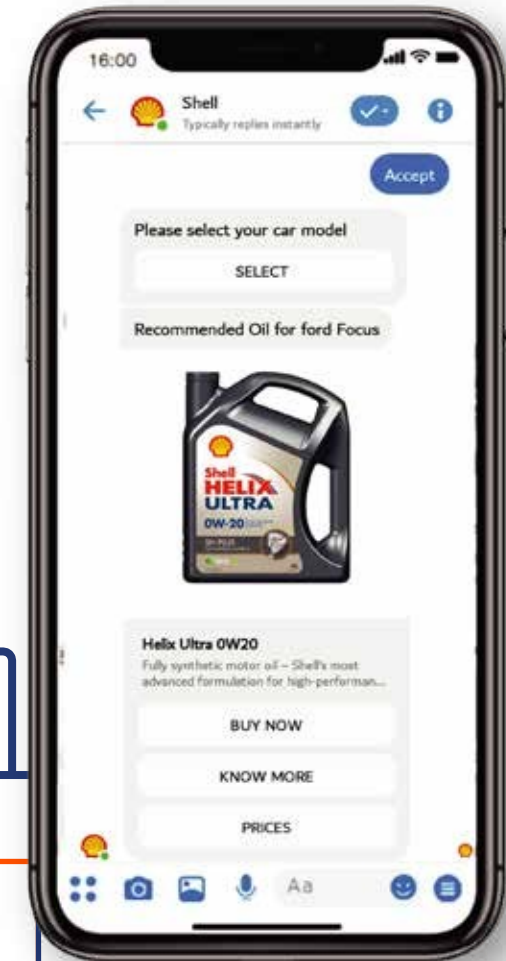 16:00
Shell
Typically replies instantly
Accept
Please select your car model
SELECT
Recommended Oil for ford Focus
Shell
HELIX
ULTRA
0W-20
Helix Ultra 0W20
Fully synthetic motor oil – Shell's most
advanced formulation for high-performan...
BUY NOW
KNOW MORE
PRICES
Aa